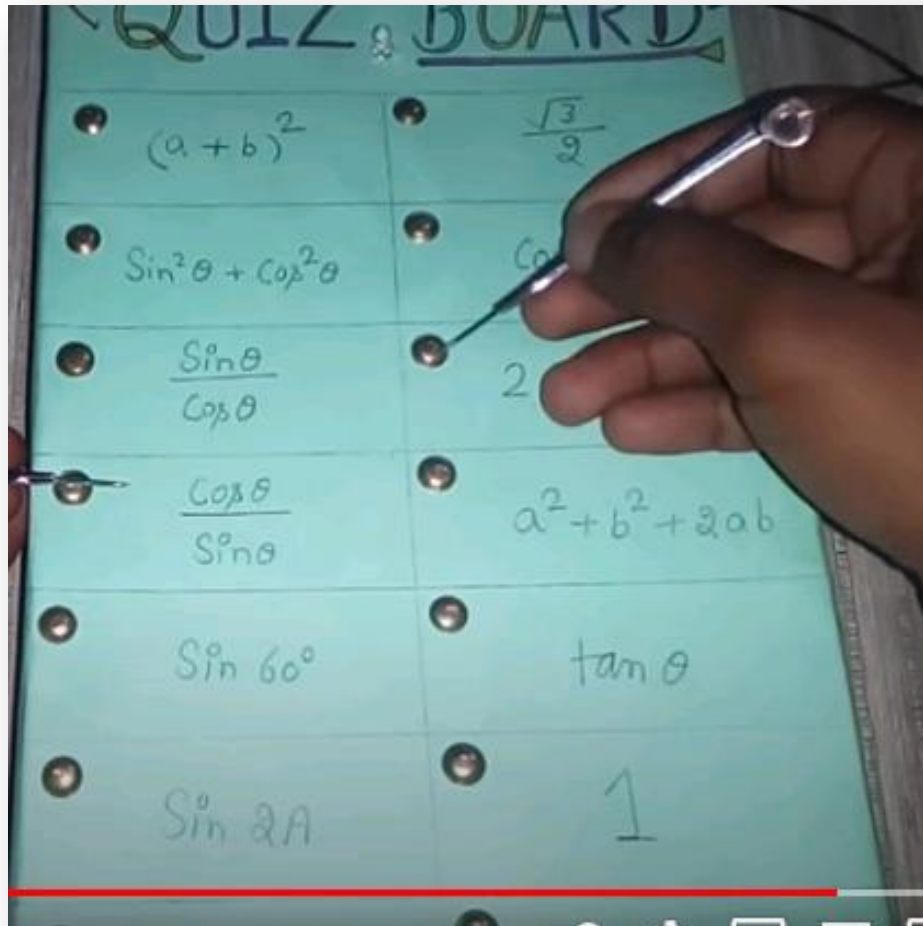 QUIZ BOARD
(a + b)²
√3/2
Sin²θ + Cos²θ
Sinθ/Cosθ
2
Cosθ/Sinθ
a² + b² + 2ab
Sin 60°
tan θ
Sin 2A
1